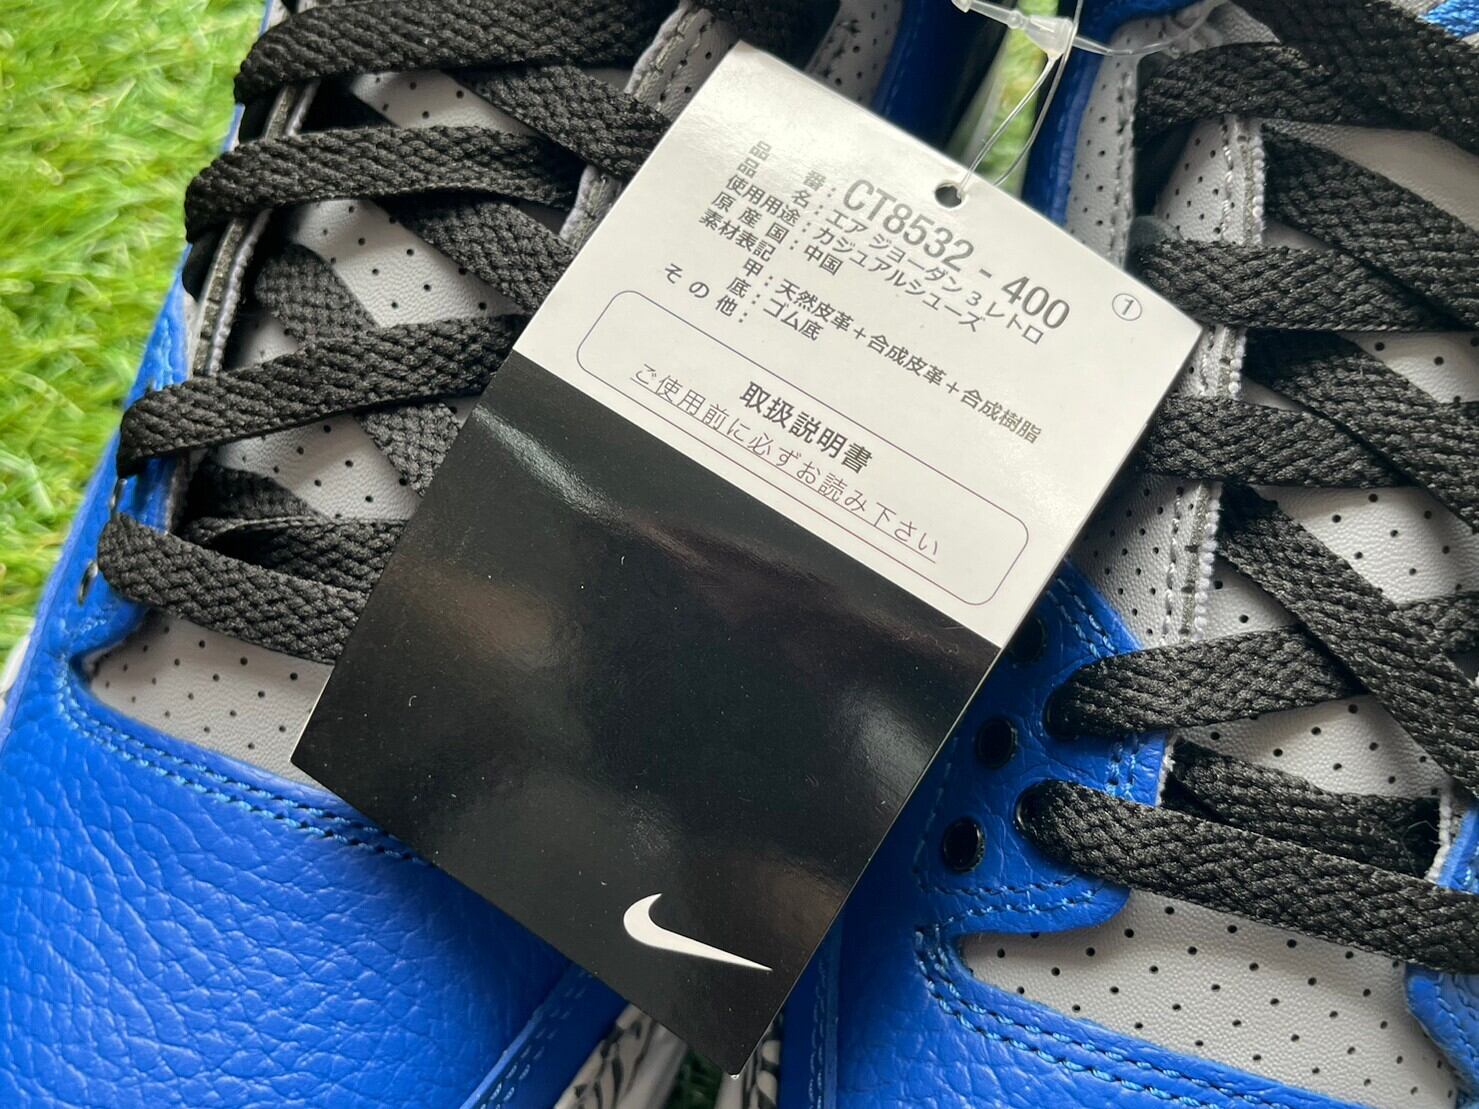 品番：CT8532 - 400 ①
品名：エア ジョーダン 3 レトロ
使用用途：カジュアルシューズ
原産国：中国
素材表記
甲：天然皮革＋合成皮革＋合成樹脂
底：ゴム底
その他：
取扱説明書
ご使用前に必ずお読み下さい